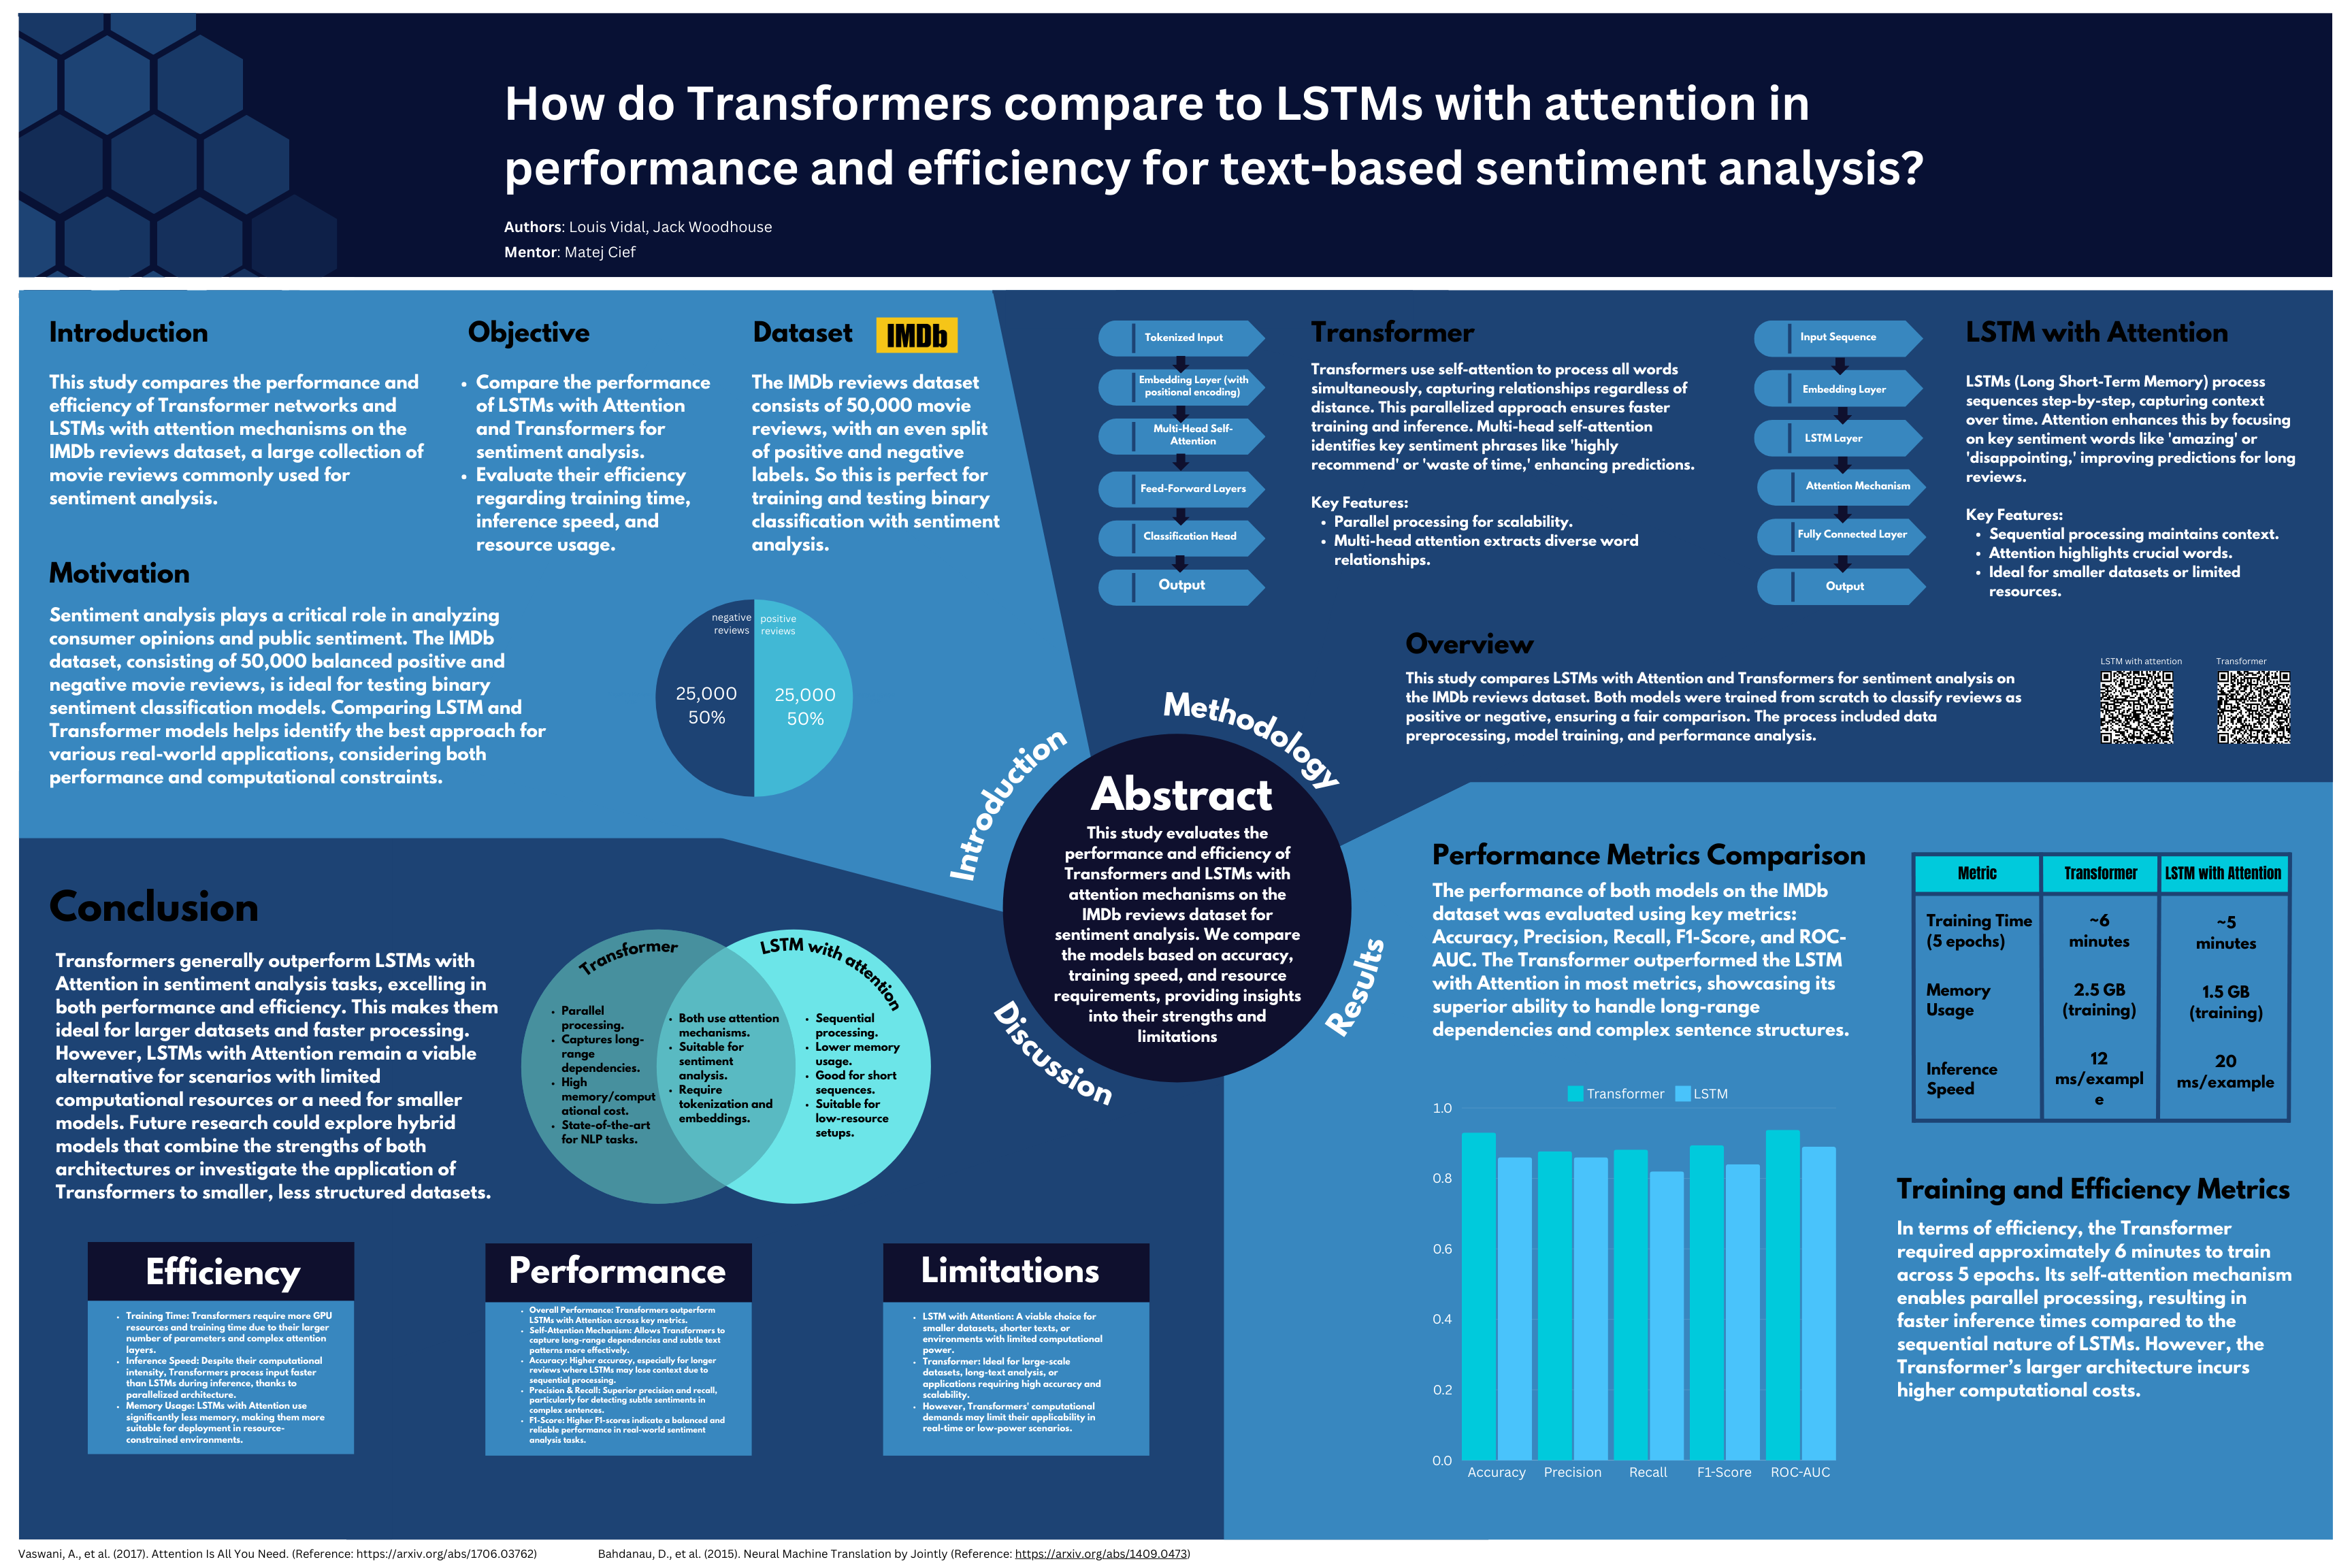 How do Transformers compare to LSTMs with attention in
performance and efficiency for text-based sentiment analysis?
Authors: Louis Vidal, Jack Woodhouse
Mentor: Matej Cief
Introduction
This study compares the performance and
efficiency of Transformer networks and
LSTMs with attention mechanisms on the
IMDb reviews dataset, a large collection of
movie reviews commonly used for
sentiment analysis.
Objective
• Compare the performance
of LSTMs with Attention
and Transformers for
sentiment analysis.
• Evaluate their efficiency
regarding training time,
inference speed, and
resource usage.
Dataset
IMDb
The IMDb reviews dataset
consists of 50,000 movie
reviews, with an even split
of positive and negative
labels. So this is perfect for
training and testing binary
classification with sentiment
analysis.
Motivation
Sentiment analysis plays a critical role in analyzing
consumer opinions and public sentiment. The IMDb
dataset, consisting of 50,000 balanced positive and
negative movie reviews, is ideal for testing binary
sentiment classification models. Comparing LSTM and
Transformer models helps identify the best approach for
various real-world applications, considering both
performance and computational constraints.
negative
reviews
positive
reviews
25,000
50%
25,000
50%
Tokenized Input
Embedding Layer (with
positional encoding)
Multi-Head Self-
Attention
Feed-Forward Layers
Classification Head
Output
Transformer
Transformers use self-attention to process all words
simultaneously, capturing relationships regardless of
distance. This parallelized approach ensures faster
training and inference. Multi-head self-attention
identifies key sentiment phrases like 'highly
recommend' or 'waste of time,' enhancing predictions.
Key Features:
• Parallel processing for scalability.
• Multi-head attention extracts diverse word
relationships.
Input Sequence
Embedding Layer
LSTM Layer
Attention Mechanism
Fully Connected Layer
Output
LSTM with Attention
LSTMs (Long Short-Term Memory) process
sequences step-by-step, capturing context
over time. Attention enhances this by focusing
on key sentiment words like 'amazing' or
'disappointing,' improving predictions for long
reviews.
Key Features:
• Sequential processing maintains context.
• Attention highlights crucial words.
• Ideal for smaller datasets or limited
resources.
Overview
This study compares LSTMs with Attention and Transformers for sentiment analysis on
the IMDb reviews dataset. Both models were trained from scratch to classify reviews as
positive or negative, ensuring a fair comparison. The process included data
preprocessing, model training, and performance analysis.
LSTM with attention
Transformer
Introduction
Methodology
Results
Discussion
Abstract
This study evaluates the
performance and efficiency of
Transformers and LSTMs with
attention mechanisms on the
IMDb reviews dataset for
sentiment analysis. We compare
the models based on accuracy,
training speed, and resource
requirements, providing insights
into their strengths and
limitations
Performance Metrics Comparison
The performance of both models on the IMDb
dataset was evaluated using key metrics:
Accuracy, Precision, Recall, F1-Score, and ROC-
AUC. The Transformer outperformed the LSTM
with Attention in most metrics, showcasing its
superior ability to handle long-range
dependencies and complex sentence structures.
Metric Transformer LSTM with Attention
Training Time
(5 epochs)
~6
minutes
~5
minutes
Memory
Usage
2.5 GB
(training)
1.5 GB
(training)
Inference
Speed
12
ms/exampl
e
20
ms/example
Transformer LSTM
1.0
0.8
0.6
0.4
0.2
0.0
Accuracy Precision Recall F1-Score ROC-AUC
Training and Efficiency Metrics
In terms of efficiency, the Transformer
required approximately 6 minutes to train
across 5 epochs. Its self-attention mechanism
enables parallel processing, resulting in
faster inference times compared to the
sequential nature of LSTMs. However, the
Transformer's larger architecture incurs
higher computational costs.
Conclusion
Transformers generally outperform LSTMs with
Attention in sentiment analysis tasks, excelling in
both performance and efficiency. This makes them
ideal for larger datasets and faster processing.
However, LSTMs with Attention remain a viable
alternative for scenarios with limited
computational resources or a need for smaller
models. Future research could explore hybrid
models that combine the strengths of both
architectures or investigate the application of
Transformers to smaller, less structured datasets.
Transformer
• Parallel
processing.
• Captures long-
range
dependencies.
• High
memory/comput
ational cost.
• State-of-the-art
for NLP tasks.
• Both use attention
mechanisms.
• Suitable for
sentiment
analysis.
• Require
tokenization and
embeddings.
LSTM with attention
• Sequential
processing.
• Lower memory
usage.
• Good for short
sequences.
• Suitable for
low-resource
setups.
Efficiency
• Training Time: Transformers require more GPU
resources and training time due to their larger
number of parameters and complex attention
layers.
• Inference Speed: Despite their computational
intensity, Transformers process input faster
than LSTMs during inference, thanks to
parallelized architecture.
• Memory Usage: LSTMs with Attention use
significantly less memory, making them more
suitable for deployment in resource-
constrained environments.
Performance
• Overall Performance: Transformers outperform
LSTMs with Attention across key metrics.
• Self-Attention Mechanism: Allows Transformers to
capture long-range dependencies and subtle text
patterns more effectively.
• Accuracy: Higher accuracy, especially for longer
reviews where LSTMs may lose context due to
sequential processing.
• Precision & Recall: Superior precision and recall,
particularly for detecting subtle sentiments in
complex sentences.
• F1-Score: Higher F1-scores indicate a balanced and
reliable performance in real-world sentiment
analysis tasks.
Limitations
• LSTM with Attention: A viable choice for
smaller datasets, shorter texts, or
environments with limited computational
power.
• Transformer: Ideal for large-scale
datasets, long-text analysis, or
applications requiring high accuracy and
scalability.
• However, Transformers' computational
demands may limit their applicability in
real-time or low-power scenarios.
Vaswani, A., et al. (2017). Attention Is All You Need. (Reference: https://arxiv.org/abs/1706.03762)
Bahdanau, D., et al. (2015). Neural Machine Translation by Jointly (Reference: https://arxiv.org/abs/1409.0473)